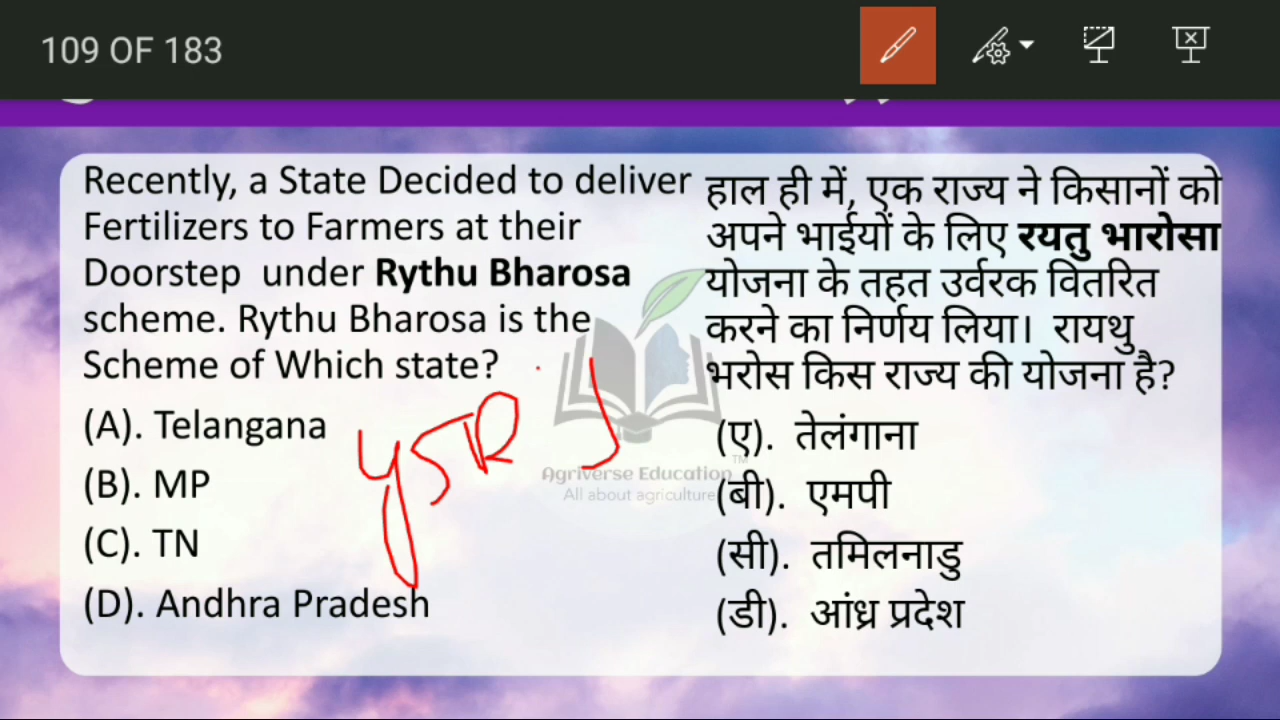 109 OF 183
Recently, a State Decided to deliver
Fertilizers to Farmers at their
Doorstep under Rythu Bharosa
scheme. Rythu Bharosa is the
Scheme of Which state?
(A). Telangana
(B). MP
(C). TN
(D). Andhra Pradesh
YSR J
Agriverse Education TM
All about agriculture
हाल ही में, एक राज्य ने किसानों को
अपने भाईयों के लिए रयतु भारोसा
योजना के तहत उर्वरक वितरित
करने का निर्णय लिया। रायथु
भरोस किस राज्य की योजना है?
(ए). तेलंगाना
(बी). एमपी
(सी). तमिलनाडु
(डी). आंध्र प्रदेश